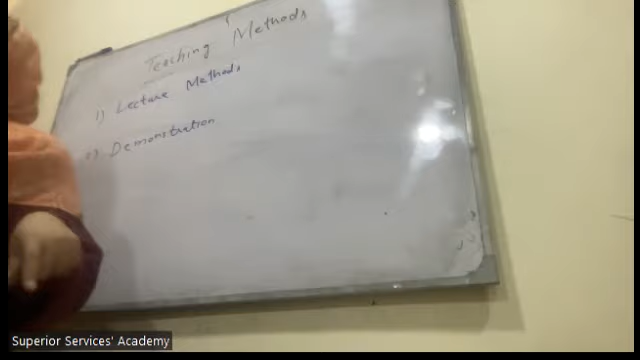 Teaching Methods
1) Lecture Methods
2) Demonstration
Superior Services' Academy